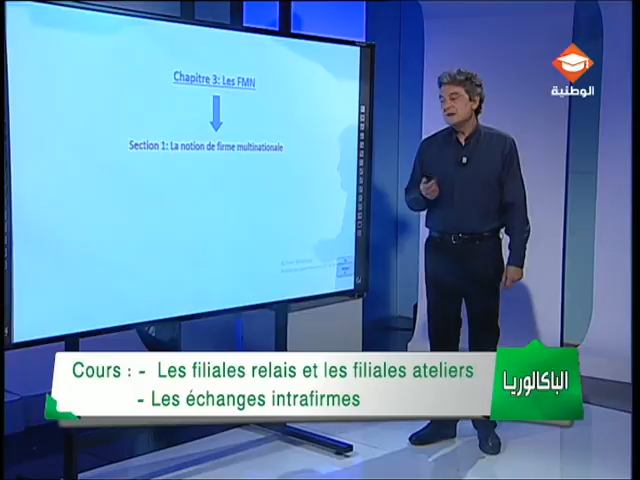 الوطنية
Chapitre 3: Les FMN
Section 1: La notion de firme multinationale
Cours : - Les filiales relais et les filiales ateliers
- Les échanges intrafirmes
الباكالوريا